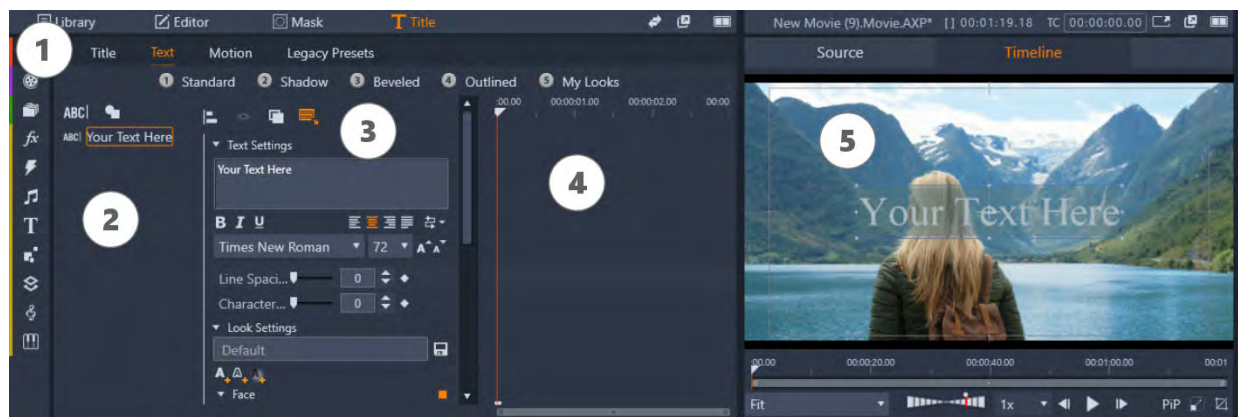 Library Editor Mask Title New Movie (9).Movie.AXP* [] 00:01:19.18 TC 00:00:00.00
1 Title Text Motion Legacy Presets Source Timeline
1 Standard 2 Shadow 3 Beveled 4 Outlined 5 My Looks
:00.00 00:00:01.00 00:00:02.00 00:00
ABC
ABC Your Text Here
3
Text Settings
Your Text Here
2
4
5
Your Text Here
B I U
Times New Roman 72 A A
Line Spaci... 0
Character... 0
Look Settings
Default
A A A
Face
fx
T
:00.00 00:00:20.00 00:00:40.00 00:01:00.00 00:01
Fit 1x PiP